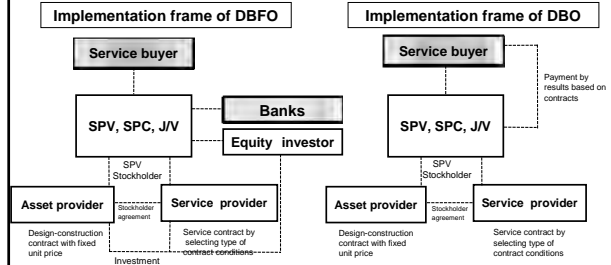 Implementation frame of DBFO
Service buyer
Banks
SPV, SPC, J/V
Equity investor
SPV
Stockholder
Asset provider
Stockholder
agreement
Service provider
Design-construction
contract with fixed
unit price
Service contract by
selecting type of
contract conditions
Investment
Implementation frame of DBO
Service buyer
Payment by
results based on
contracts
SPV, SPC, J/V
SPV
Stockholder
Asset provider
Stockholder
agreement
Service provider
Design-construction
contract with fixed
unit price
Service contract by
selecting type of
contract conditions